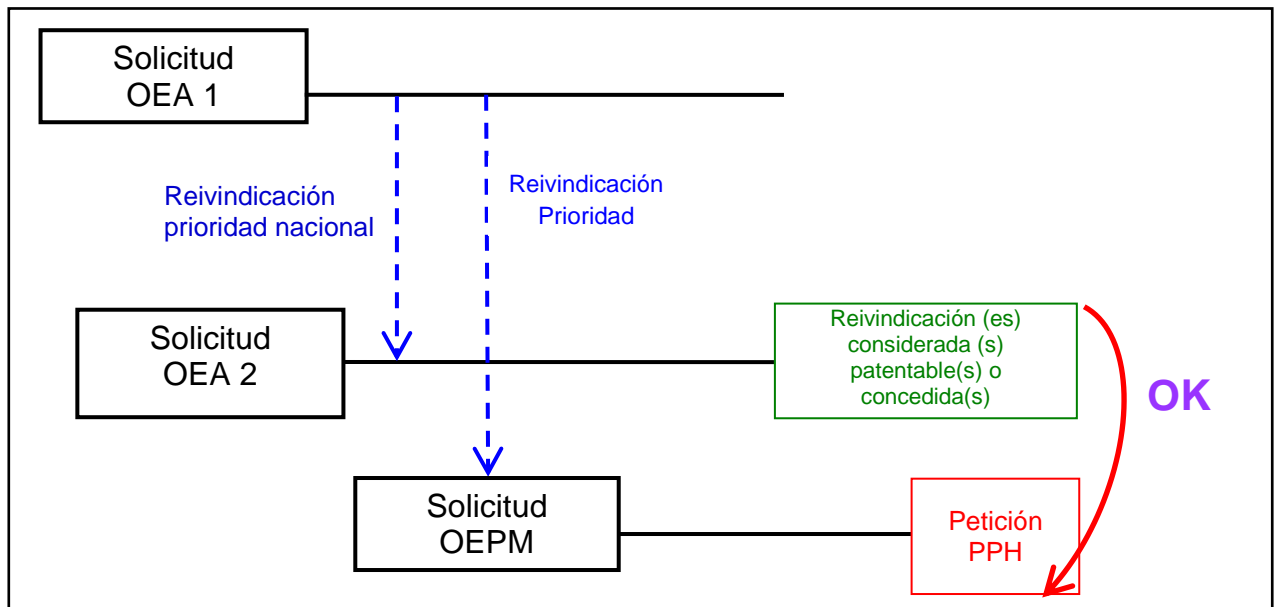 Solicitud
OEA 1
Reivindicación
prioridad nacional
Reivindicación
Prioridad
Solicitud
OEA 2
Reivindicación (es)
considerada (s)
patentable(s) o
concedida(s)
OK
Solicitud
OEPM
Petición
PPH